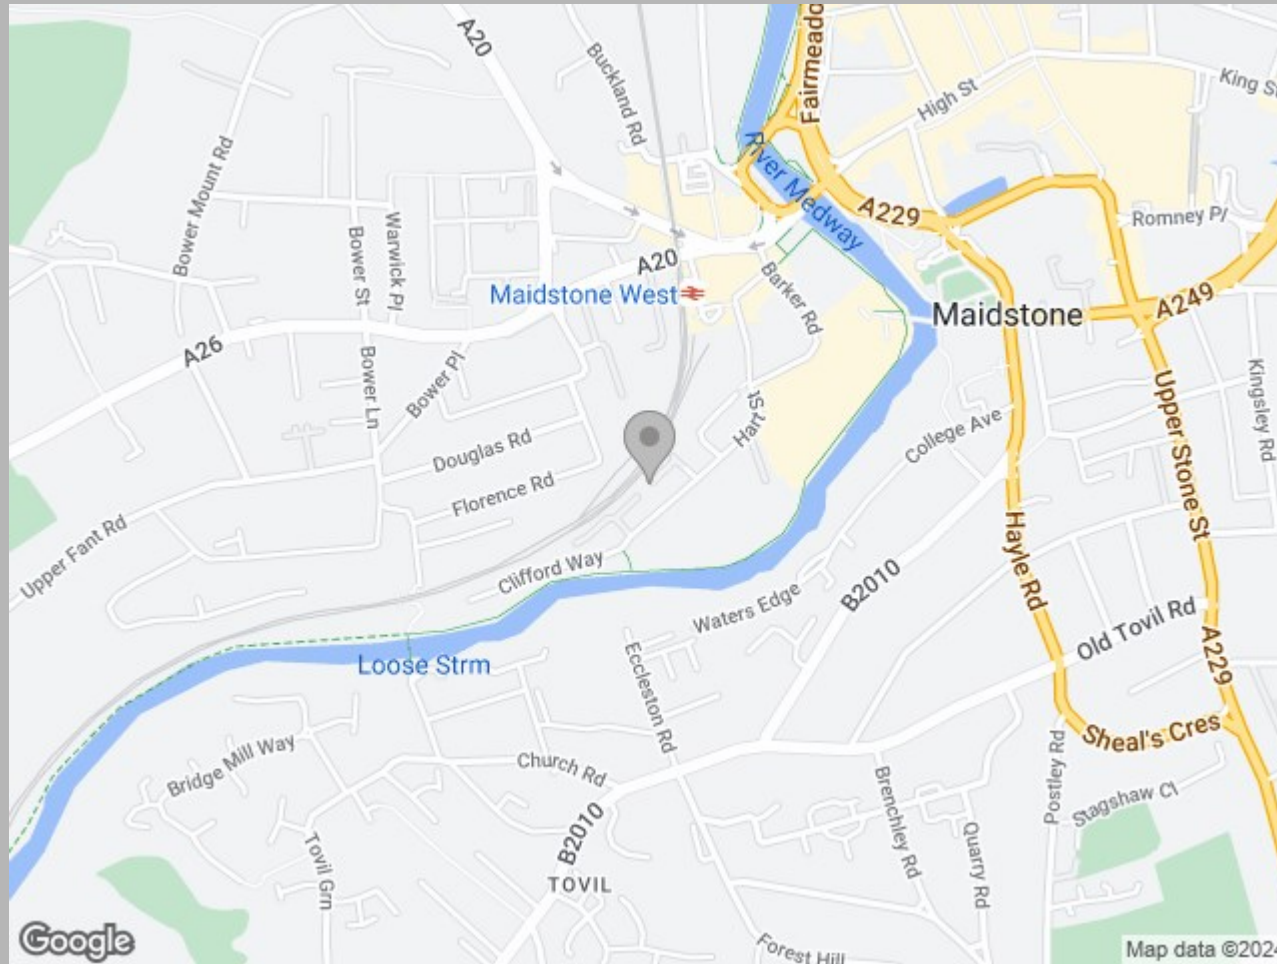 A20
Buckland Rd
Fairmeado
High St
King S
Bower Mount Rd
River Medway
Warwick Pl
Bower St
A229
Romney Pl
A20
Barker Rd
Maidstone West
Maidstone
A249
A26
Bower Pl
Bower Ln
Kingsley Rd
Upper Stone St
Hart St
College Ave
Douglas Rd
Florence Rd
Upper Fant Rd
Hayle Rd
Clifford Way
B2010
Waters Edge
Old Tovil Rd
A229
Loose Strm
Eccleston Rd
Sheal's Cres
Bridge Mill Way
Church Rd
Postley Rd
Stagshaw Cl
B2010
Brenchley Rd
Quarry Rd
Tovil Grn
TOVIL
Forest Hill
Google
Map data ©2024